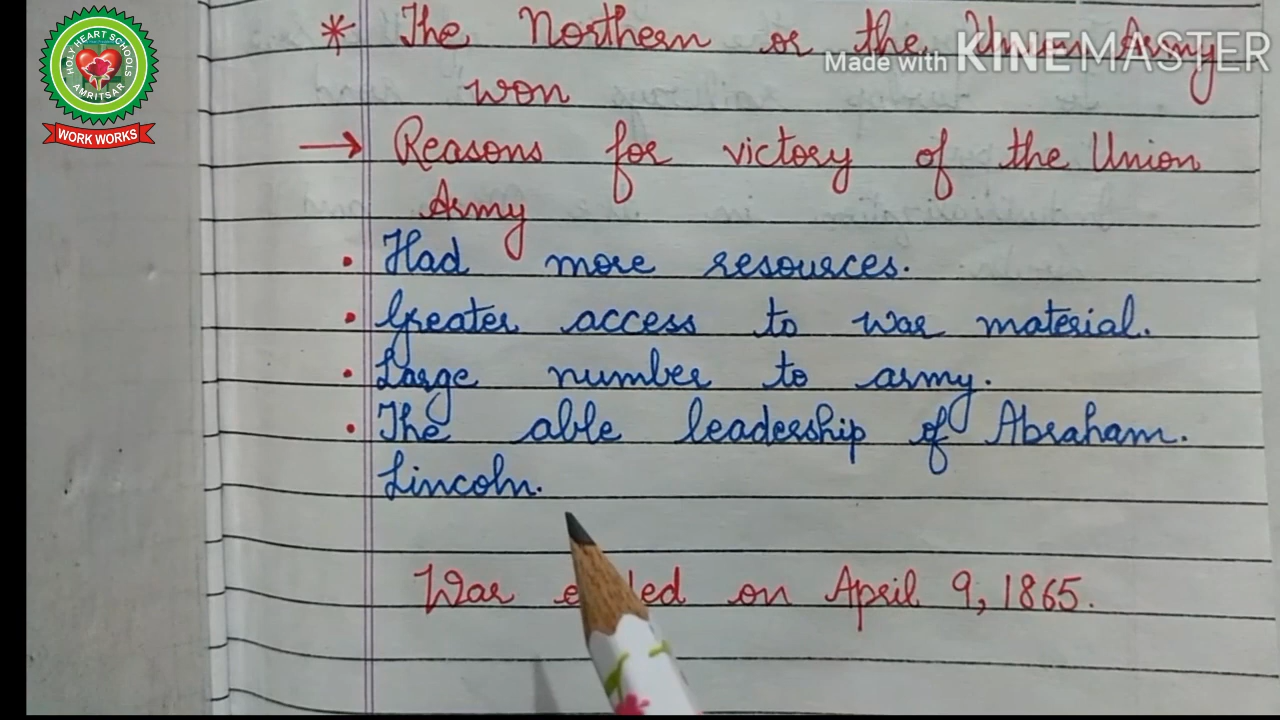 HOLY HEART SCHOOLS
AMRITSAR
WORK WORKS
Made with KINEMASTER
* The Northern or the Union Army
won
→ Reasons for victory of the Union
Army
• Had more resources.
• Greater access to war material.
• Large number to army.
• The able leadership of Abraham.
Lincoln.
War ended on April 9, 1865.